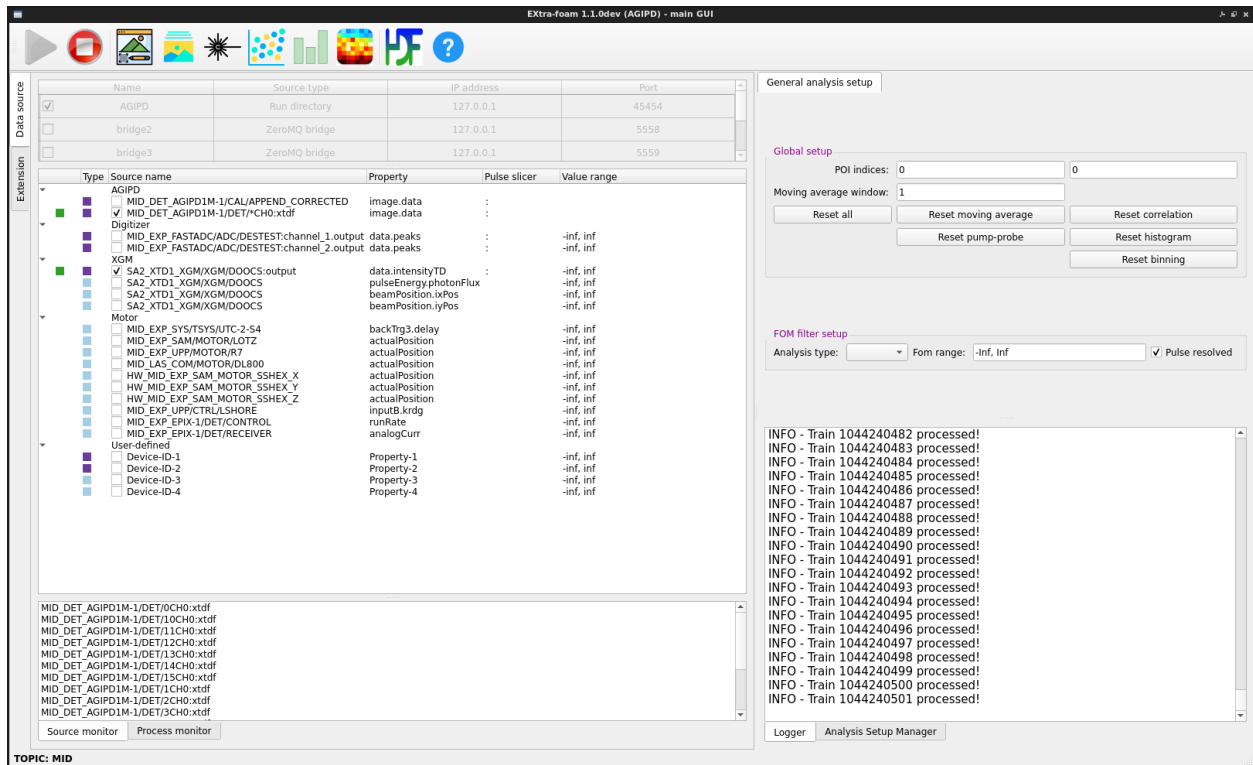 EXtra-foam 1.1.0dev (AGIPD) - main GUI
Data source
Extension
Name Source type IP address Port
AGIPD Run directory 127.0.0.1 45454
bridge2 ZeroMQ bridge 127.0.0.1 5558
bridge3 ZeroMQ bridge 127.0.0.1 5559
Type Source name Property Pulse slicer Value range
AGIPD
MID_DET_AGIPD1M-1/CAL/APPEND_CORRECTED image.data :
MID_DET_AGIPD1M-1/DET/*CH0:xtdf image.data :
Digitizer
MID_EXP_FASTADC/ADC/DESTEST:channel_1.output data.peaks : -inf, inf
MID_EXP_FASTADC/ADC/DESTEST:channel_2.output data.peaks : -inf, inf
XGM
SA2_XTD1_XGM/XGM/DOOCS:output data.intensityTD : -inf, inf
SA2_XTD1_XGM/XGM/DOOCS pulseEnergy.photonFlux -inf, inf
SA2_XTD1_XGM/XGM/DOOCS beamPosition.ixPos -inf, inf
SA2_XTD1_XGM/XGM/DOOCS beamPosition.iyPos -inf, inf
Motor
MID_EXP_SYS/TSYS/UTC-2-S4 backTrg3.delay -inf, inf
MID_EXP_SAM/MOTOR/LOTZ actualPosition -inf, inf
MID_EXP_UPP/MOTOR/R7 actualPosition -inf, inf
MID_LAS_COM/MOTOR/DL800 actualPosition -inf, inf
HW_MID_EXP_SAM_MOTOR_SSHEX_X actualPosition -inf, inf
HW_MID_EXP_SAM_MOTOR_SSHEX_Y actualPosition -inf, inf
HW_MID_EXP_SAM_MOTOR_SSHEX_Z actualPosition -inf, inf
MID_EXP_UPP/CTRL/LSHORE inputB.krdg -inf, inf
MID_EXP_EPIX-1/DET/CONTROL runRate -inf, inf
MID_EXP_EPIX-1/DET/RECEIVER analogCurr -inf, inf
User-defined
Device-ID-1 Property-1 -inf, inf
Device-ID-2 Property-2 -inf, inf
Device-ID-3 Property-3 -inf, inf
Device-ID-4 Property-4 -inf, inf
MID_DET_AGIPD1M-1/DET/0CH0:xtdf
MID_DET_AGIPD1M-1/DET/10CH0:xtdf
MID_DET_AGIPD1M-1/DET/11CH0:xtdf
MID_DET_AGIPD1M-1/DET/12CH0:xtdf
MID_DET_AGIPD1M-1/DET/13CH0:xtdf
MID_DET_AGIPD1M-1/DET/14CH0:xtdf
MID_DET_AGIPD1M-1/DET/15CH0:xtdf
MID_DET_AGIPD1M-1/DET/1CH0:xtdf
MID_DET_AGIPD1M-1/DET/2CH0:xtdf
MID_DET_AGIPD1M-1/DET/3CH0:xtdf
Source monitor Process monitor
General analysis setup
Global setup
POI indices: 0 0
Moving average window: 1
Reset all Reset moving average Reset correlation
Reset pump-probe Reset histogram
Reset binning
FOM filter setup
Analysis type: Fom range: -Inf, Inf Pulse resolved
INFO - Train 1044240482 processed!
INFO - Train 1044240483 processed!
INFO - Train 1044240484 processed!
INFO - Train 1044240485 processed!
INFO - Train 1044240486 processed!
INFO - Train 1044240487 processed!
INFO - Train 1044240488 processed!
INFO - Train 1044240489 processed!
INFO - Train 1044240490 processed!
INFO - Train 1044240491 processed!
INFO - Train 1044240492 processed!
INFO - Train 1044240493 processed!
INFO - Train 1044240494 processed!
INFO - Train 1044240495 processed!
INFO - Train 1044240496 processed!
INFO - Train 1044240497 processed!
INFO - Train 1044240498 processed!
INFO - Train 1044240499 processed!
INFO - Train 1044240500 processed!
INFO - Train 1044240501 processed!
Logger Analysis Setup Manager
TOPIC: MID